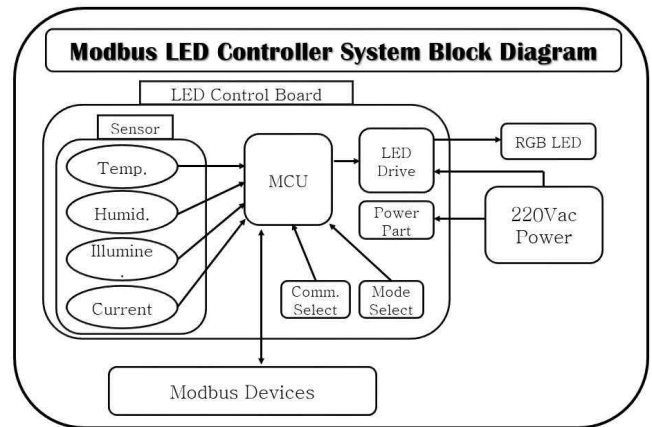 Modbus LED Controller System Block Diagram
LED Control Board
Sensor
Temp.
Humid.
Illumine
.
Current
MCU
LED
Drive
Power
Part
Comm.
Select
Mode
Select
RGB LED
220Vac
Power
Modbus Devices